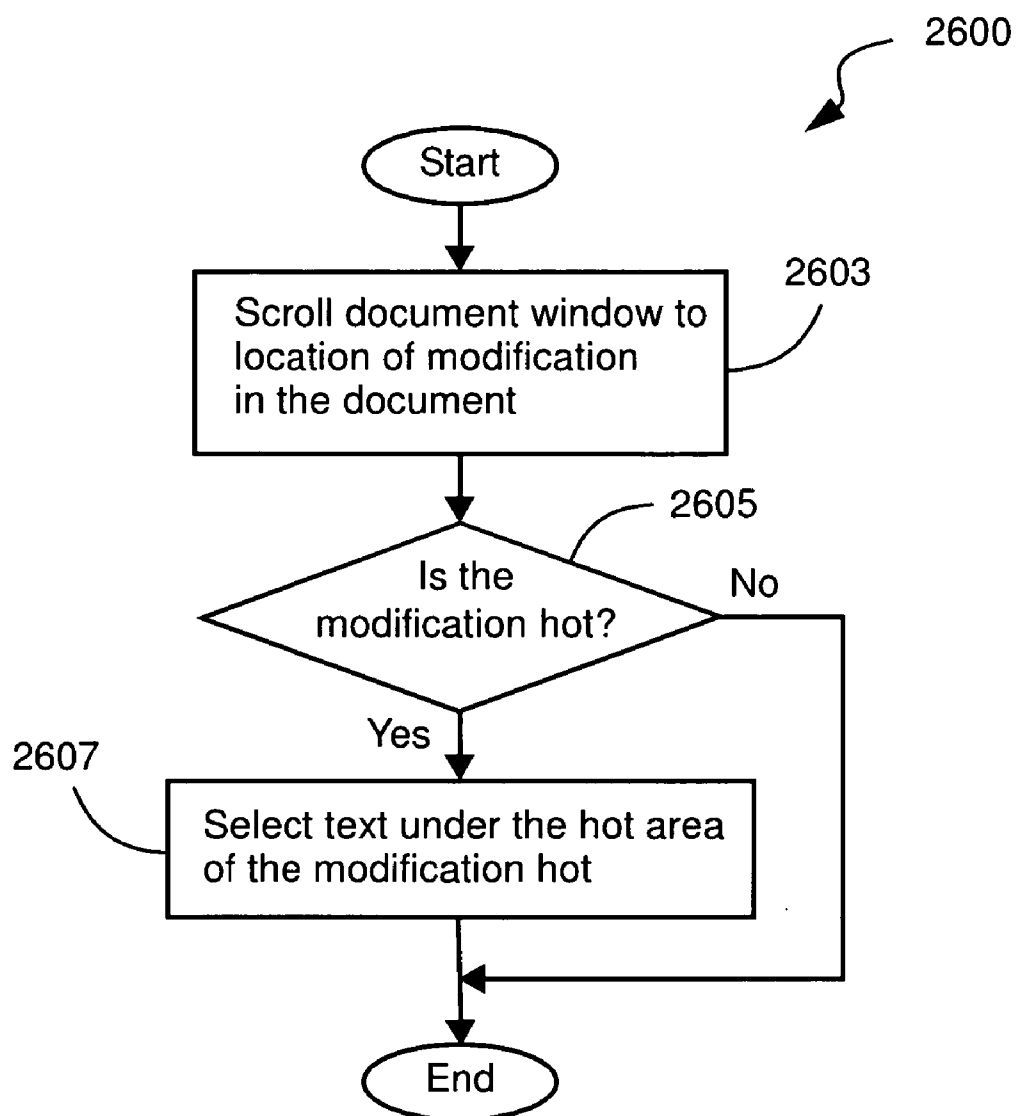 2600
Start
2603
Scroll document window to
location of modification
in the document
2605
Is the
modification hot?
No
Yes
2607
Select text under the hot area
of the modification hot
End